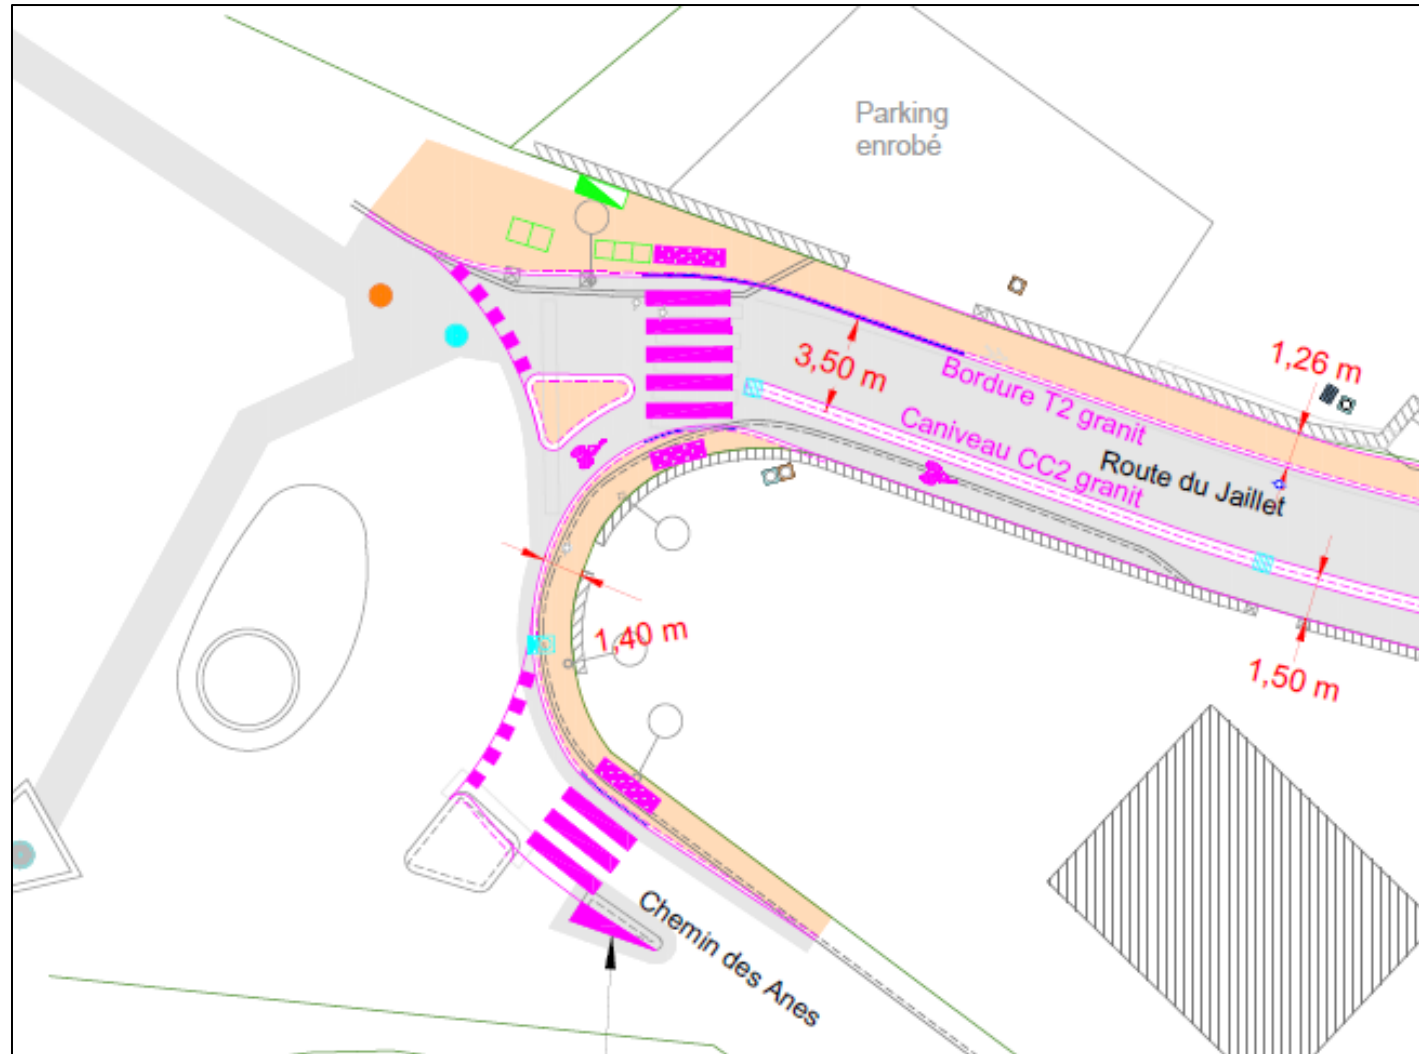 Parking
enrobé
1,26 m
3,50 m
Bordure T2 granit
Caniveau CC2 granit
Route du Jaillet
1,40 m
1,50 m
Chemin des Anes